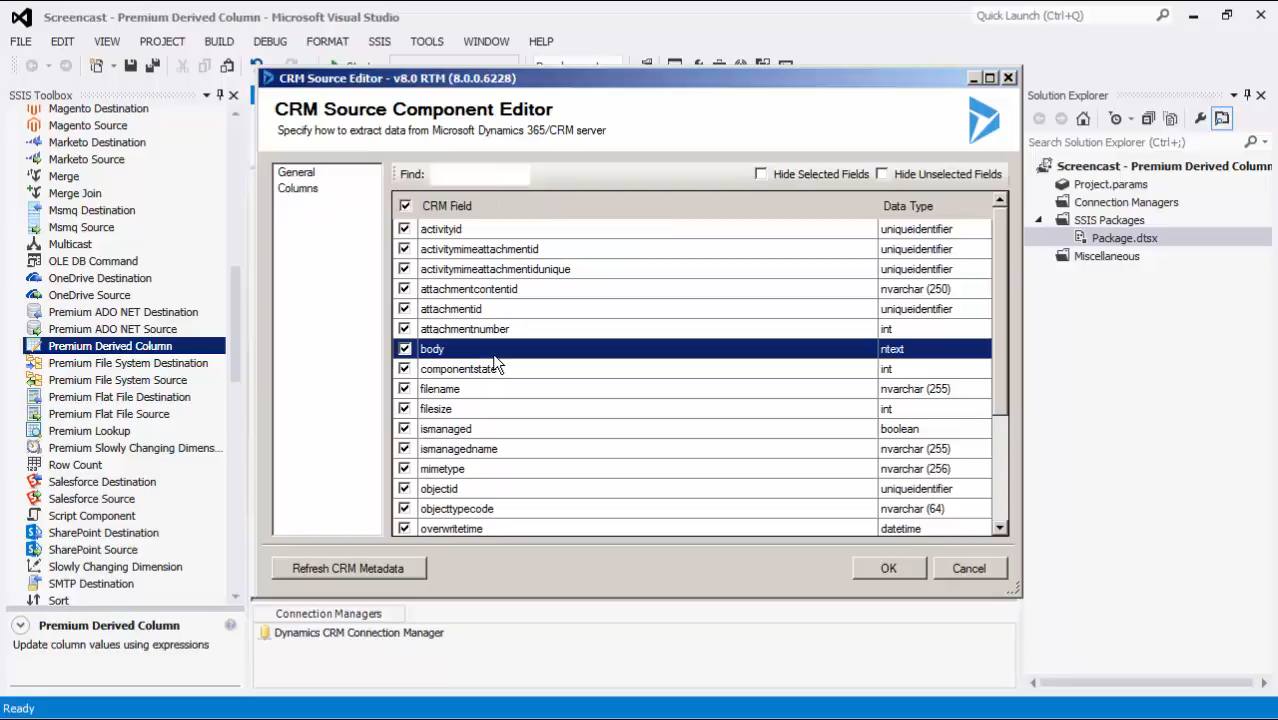 Screencast - Premium Derived Column - Microsoft Visual Studio
Quick Launch (Ctrl+Q)
FILE EDIT VIEW PROJECT BUILD DEBUG FORMAT SSIS TOOLS WINDOW HELP
SSIS Toolbox
Magento Destination
Magento Source
Marketo Destination
Marketo Source
Merge
Merge Join
Msmq Destination
Msmq Source
Multicast
OLE DB Command
OneDrive Destination
OneDrive Source
Premium ADO NET Destination
Premium ADO NET Source
Premium Derived Column
Premium File System Destination
Premium File System Source
Premium Flat File Destination
Premium Flat File Source
Premium Lookup
Premium Slowly Changing Dimens...
Row Count
Salesforce Destination
Salesforce Source
Script Component
SharePoint Destination
SharePoint Source
Slowly Changing Dimension
SMTP Destination
Sort
Premium Derived Column
Update column values using expressions
CRM Source Editor - v8.0 RTM (8.0.0.6228)
CRM Source Component Editor
Specify how to extract data from Microsoft Dynamics 365/CRM server
General
Columns
Find:
Hide Selected Fields
Hide Unselected Fields
CRM Field Data Type
activityid uniqueidentifier
activitymimeattachmentid uniqueidentifier
activitymimeattachmentidunique uniqueidentifier
attachmentcontentid nvarchar (250)
attachmentid uniqueidentifier
attachmentnumber int
body ntext
componentstate int
filename nvarchar (255)
filesize int
ismanaged boolean
ismanagedname nvarchar (255)
mimetype nvarchar (256)
objectid uniqueidentifier
objecttypecode nvarchar (64)
overwritetime datetime
Refresh CRM Metadata
OK
Cancel
Connection Managers
Dynamics CRM Connection Manager
Solution Explorer
Search Solution Explorer (Ctrl+;)
Screencast - Premium Derived Column
Project.params
Connection Managers
SSIS Packages
Package.dtsx
Miscellaneous
Ready